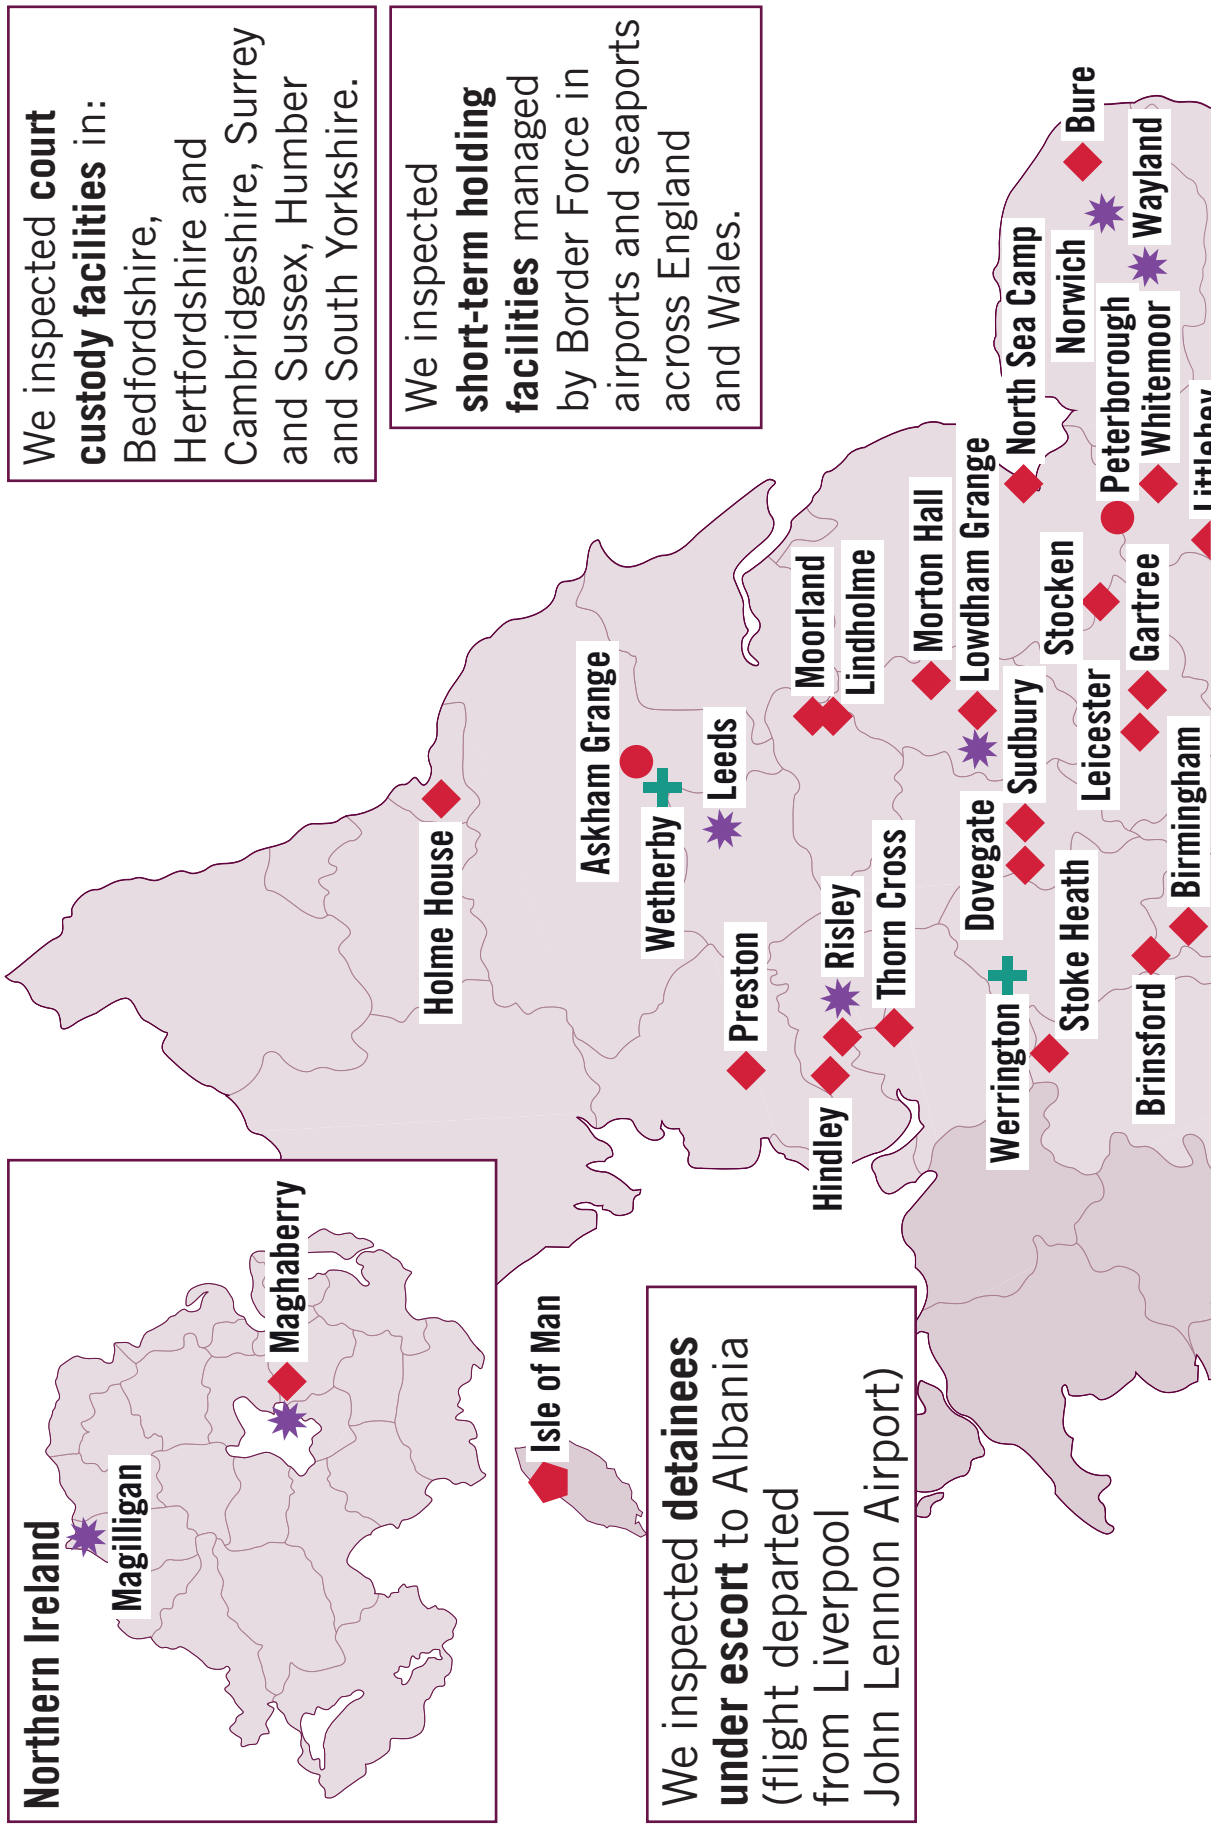 Northern Ireland
Magilligan
Maghaberry
We inspected court
custody facilities in:
Bedfordshire,
Hertfordshire and
Cambridgeshire, Surrey
and Sussex, Humber
and South Yorkshire.
We inspected
short-term holding
facilities managed
by Border Force in
airports and seaports
across England
and Wales.
Holme House
Isle of Man
Askham Grange
Wetherby
Leeds
Preston
Moorland
Lindholme
Hindley
Risley
Thorn Cross
Morton Hall
Lowdham Grange
Dovegate
Sudbury
North Sea Camp
Werrington
Stoke Heath
Stocken
Norwich
Bure
Leicester
Gartree
Peterborough
Whitemoor
Wayland
Brinsford
Birmingham
Littlehey
We inspected detainees
under escort to Albania
(flight departed
from Liverpool
John Lennon Airport)